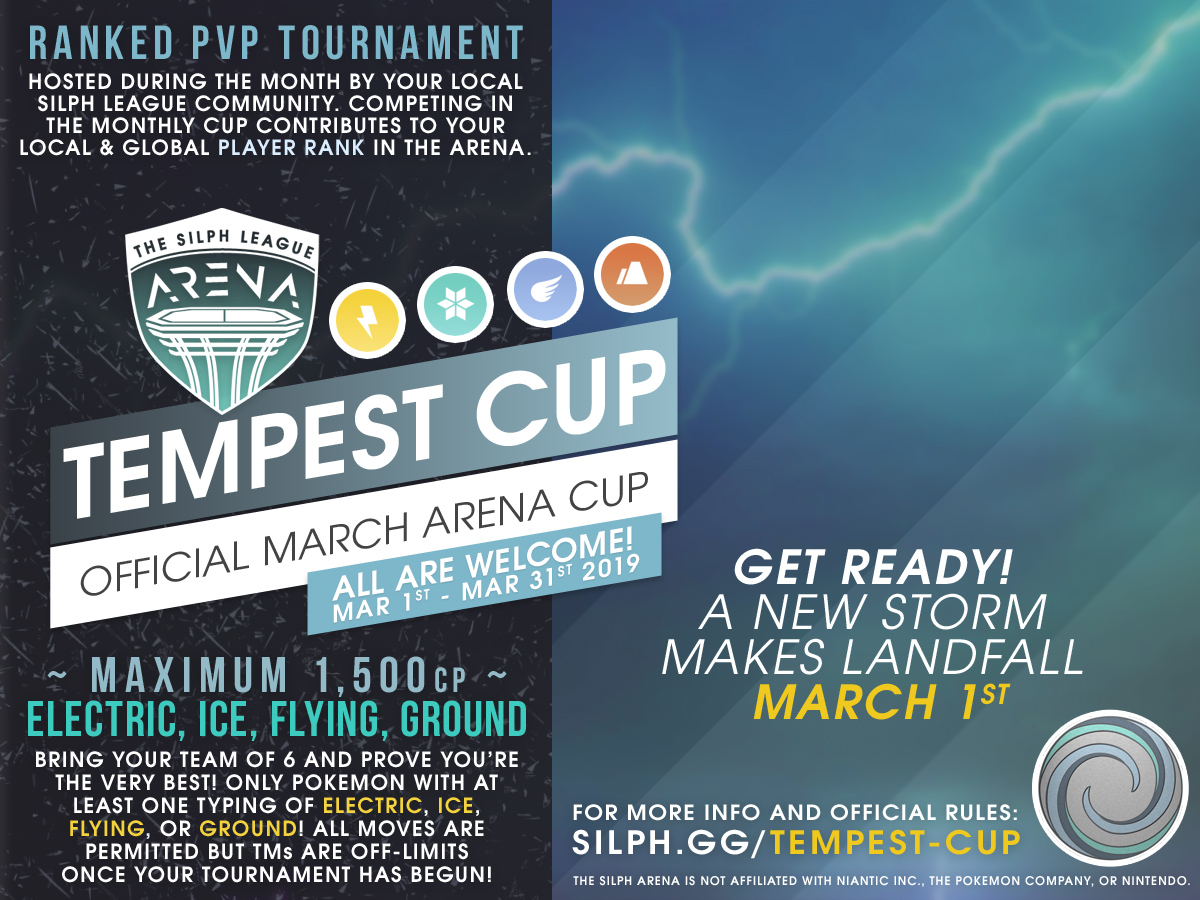 RANKED PVP TOURNAMENT
HOSTED DURING THE MONTH BY YOUR LOCAL
SILPH LEAGUE COMMUNITY. COMPETING IN
THE MONTHLY CUP CONTRIBUTES TO YOUR
LOCAL & GLOBAL PLAYER RANK IN THE ARENA.
THE SILPH LEAGUE
ARENA
TEMPEST CUP
OFFICIAL MARCH ARENA CUP
ALL ARE WELCOME!
MAR 1ST - MAR 31ST 2019
~ MAXIMUM 1,500CP ~
ELECTRIC, ICE, FLYING, GROUND
BRING YOUR TEAM OF 6 AND PROVE YOU'RE
THE VERY BEST! ONLY POKEMON WITH AT
LEAST ONE TYPING OF ELECTRIC, ICE,
FLYING, OR GROUND! ALL MOVES ARE
PERMITTED BUT TMs ARE OFF-LIMITS
ONCE YOUR TOURNAMENT HAS BEGUN!
GET READY!
A NEW STORM
MAKES LANDFALL
MARCH 1ST
FOR MORE INFO AND OFFICIAL RULES:
SILPH.GG/TEMPEST-CUP
THE SILPH ARENA IS NOT AFFILIATED WITH NIANTIC INC., THE POKEMON COMPANY, OR NINTENDO.